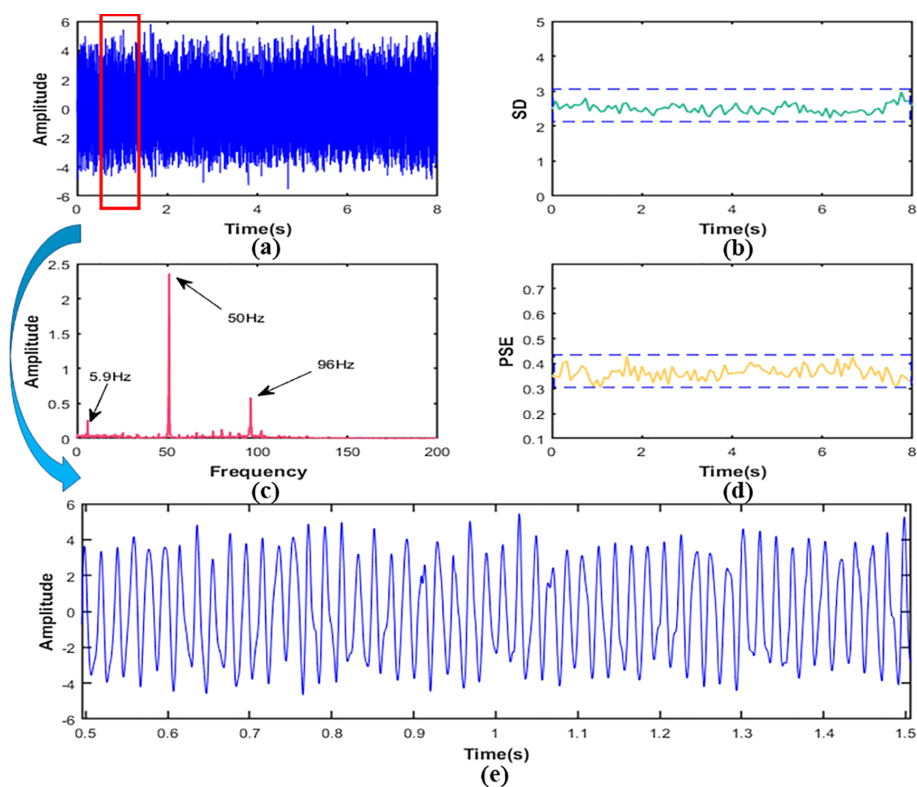 6
4
2
0
-2
-4
-6
Amplitude
0 2 4 6 8
Time(s)
(a)
5
4
3
2
1
0
SD
0 2 4 6 8
Time(s)
(b)
2.5
2
1.5
1
0.5
0
Amplitude
5.9Hz
50Hz
96Hz
0 50 100 150 200
Frequency
(c)
0.8
0.7
0.6
0.5
0.4
0.3
0.2
0.1
PSE
0 2 4 6 8
Time(s)
(d)
6
4
2
0
-2
-4
-6
Amplitude
0.5 0.6 0.7 0.8 0.9 1 1.1 1.2 1.3 1.4 1.5
Time(s)
(e)